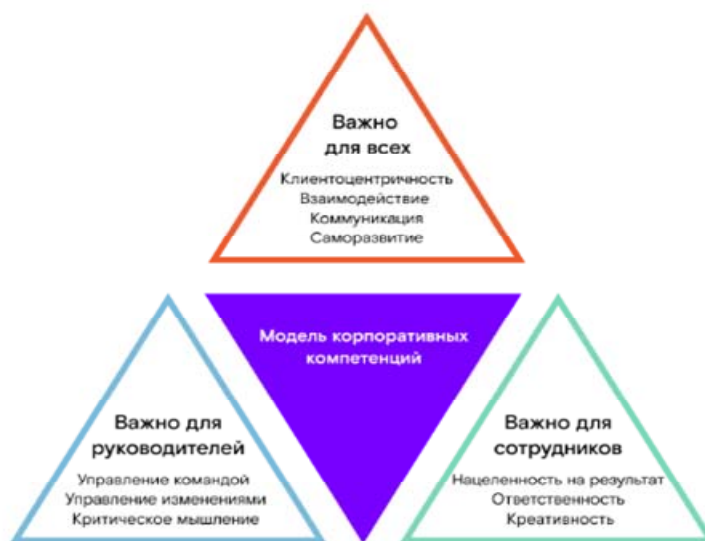 Важно
для всех
Клиентоцентричность
Взаимодействие
Коммуникация
Саморазвитие
Модель корпоративных
компетенций
Важно для
руководителей
Управление командой
Управление изменениями
Критическое мышление
Важно для
сотрудников
Нацеленность на результат
Ответственность
Креативность